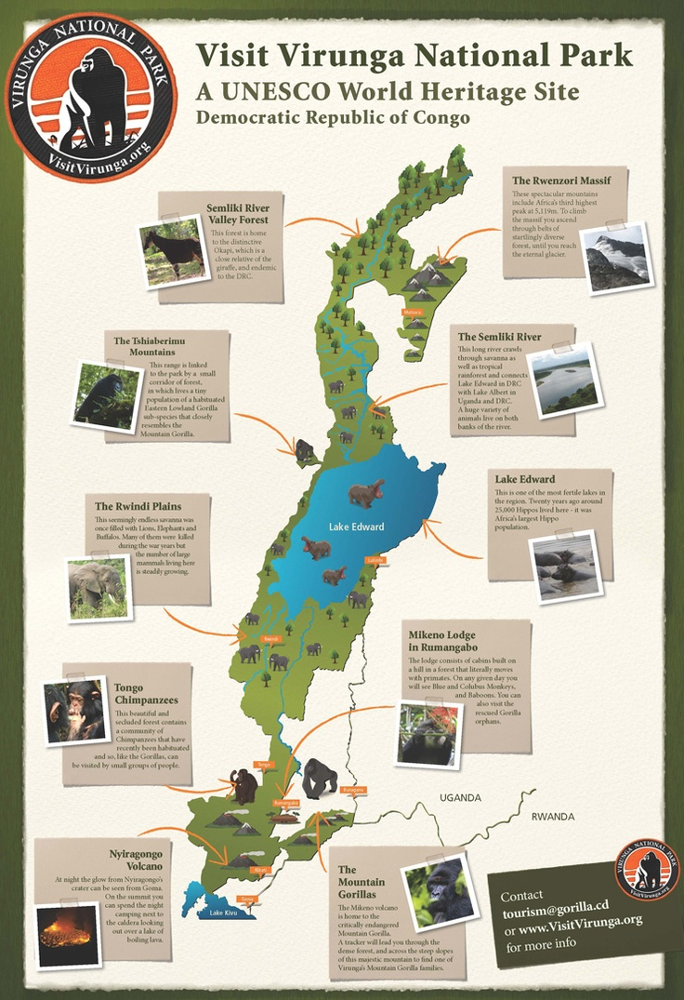 VIRUNGA NATIONAL PARK
VisitVirunga.org
Visit Virunga National Park
A UNESCO World Heritage Site
Democratic Republic of Congo
The Rwenzori Massif
These spectacular mountains
include Africa's third highest
peak at 5,119m. To climb
the massif you ascend
through belts of
startlingly diverse
forest, until you reach
the eternal glacier.
Semliki River
Valley Forest
This forest is home
to the distinctive
Okapi, which is a
close relative of the
giraffe, and endemic
to the DRC.
Mutsora
The Semliki River
This long river crawls
through savanna as
well as tropical
rainforest and connects
Lake Edward in DRC
with Lake Albert in
Uganda and DRC.
A huge variety of
animals live on both
banks of the river.
The Tshiaberimu
Mountains
This range is linked
to the park by a small
corridor of forest,
in which lives a tiny
population of a habituated
Eastern Lowland Gorilla
sub-species that closely
resembles the
Mountain Gorilla.
Lake Edward
This is one of the most fertile lakes in
the region. Twenty years ago around
25,000 Hippos lived here - it was
Africa's largest Hippo
population.
The Rwindi Plains
This seemingly endless savanna was
once filled with Lions, Elephants and
Buffalos. Many of them were killed
during the war years but
the number of large
mammals living here
is steadily growing.
Lake Edward
Lulimbi
Rwindi
Mikeno Lodge
in Rumangabo
The lodge consists of cabins built on
a hill in a forest that literally moves
with primates. On any given day you
will see Blue and Colubus Monkeys,
and Baboons. You can
also visit the
rescued Gorilla
orphans.
Tongo
Chimpanzees
This beautiful and
secluded forest contains
a community of
Chimpanzees that have
recently been habituated
and so, like the Gorillas, can
be visited by small groups of people.
Tongo
Rumangabo
Bunagana
UGANDA
RWANDA
Nyiragongo
Volcano
At night the glow from Nyiragongo's
crater can be seen from Goma.
On the summit you
can spend the night
camping next to
the caldera looking
out over a lake of
boiling lava.
Kibati
Goma
Lake Kivu
The
Mountain
Gorillas
The Mikeno volcano
is home to the
critically endangered
Mountain Gorilla.
A tracker will lead you through the
dense forest, and across the steep slopes
of this majestic mountain to find one of
Virunga's Mountain Gorilla families.
VIRUNGA NATIONAL PARK
VisitVirunga.org
Contact
tourism@gorilla.cd
or www.VisitVirunga.org
for more info